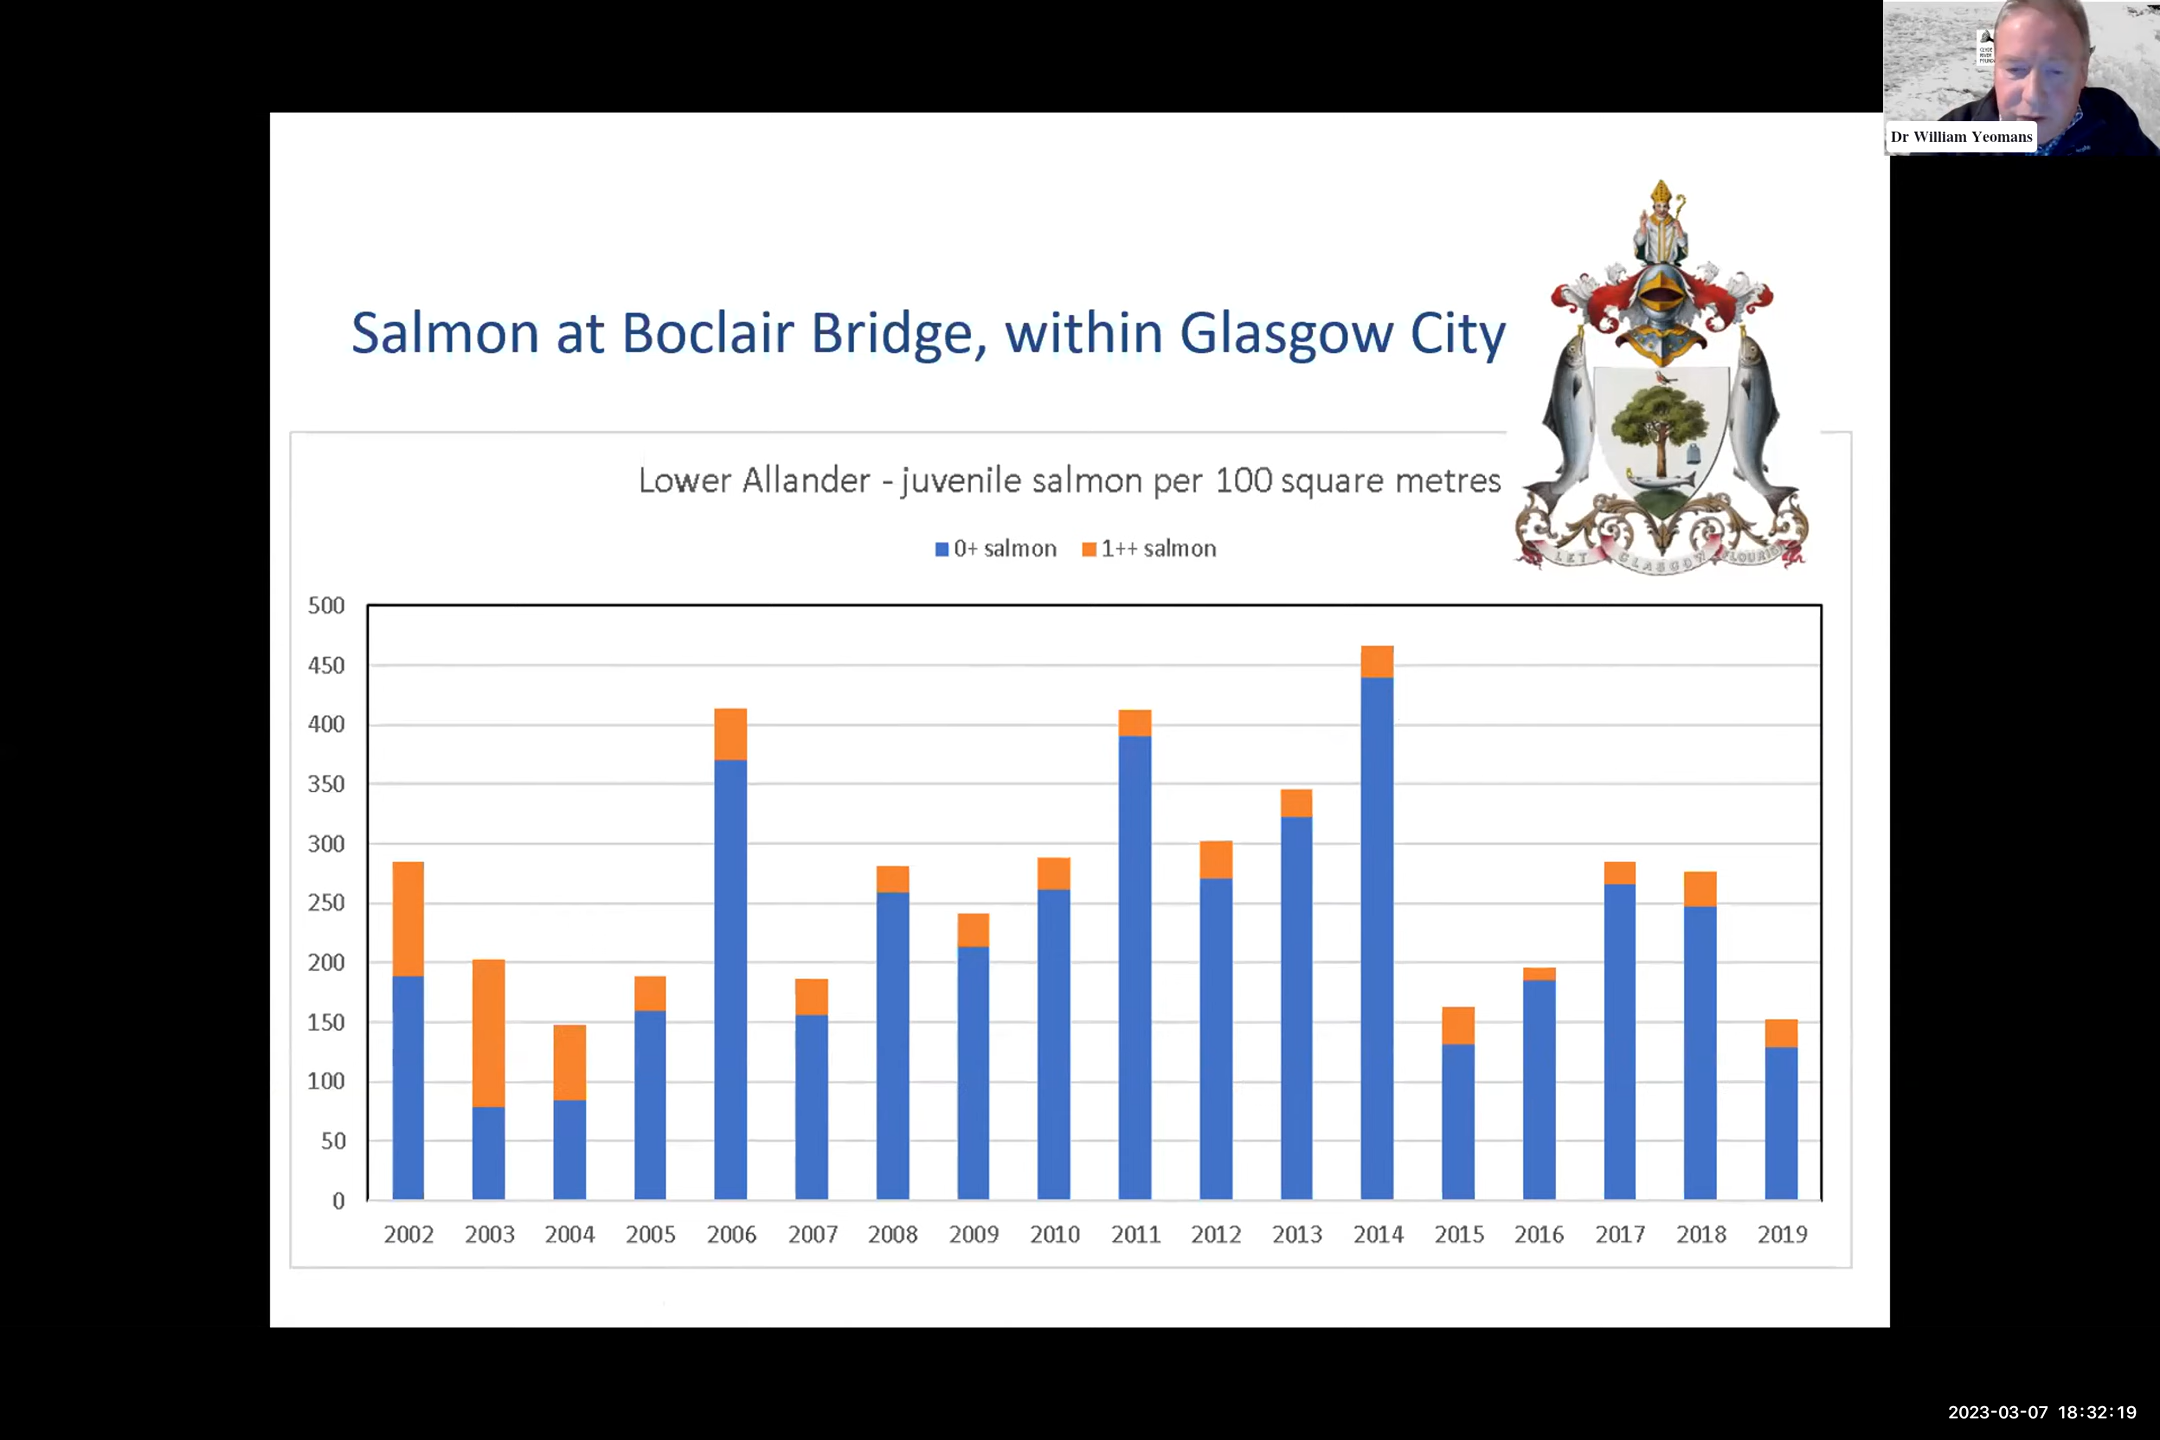 Dr William Yeomans
Salmon at Boclair Bridge, within Glasgow City
LET GLASGOW FLOURISH
Lower Allander - juvenile salmon per 100 square metres
0+ salmon 1++ salmon
500
450
400
350
300
250
200
150
100
50
0
2002 2003 2004 2005 2006 2007 2008 2009 2010 2011 2012 2013 2014 2015 2016 2017 2018 2019
2023-03-07 18:32:19